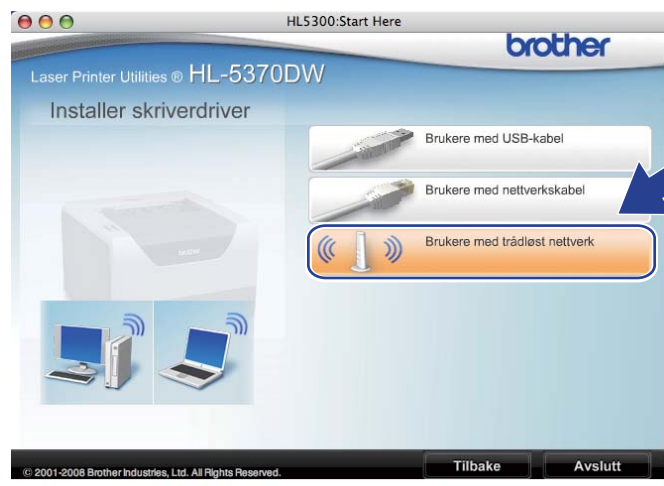 HL5300:Start Here
brother
Laser Printer Utilities ® HL-5370DW
Installer skriverdriver
Brukere med USB-kabel
Brukere med nettverkskabel
Brukere med trådløst nettverk
© 2001-2008 Brother Industries, Ltd. All Rights Reserved.
Tilbake
Avslutt